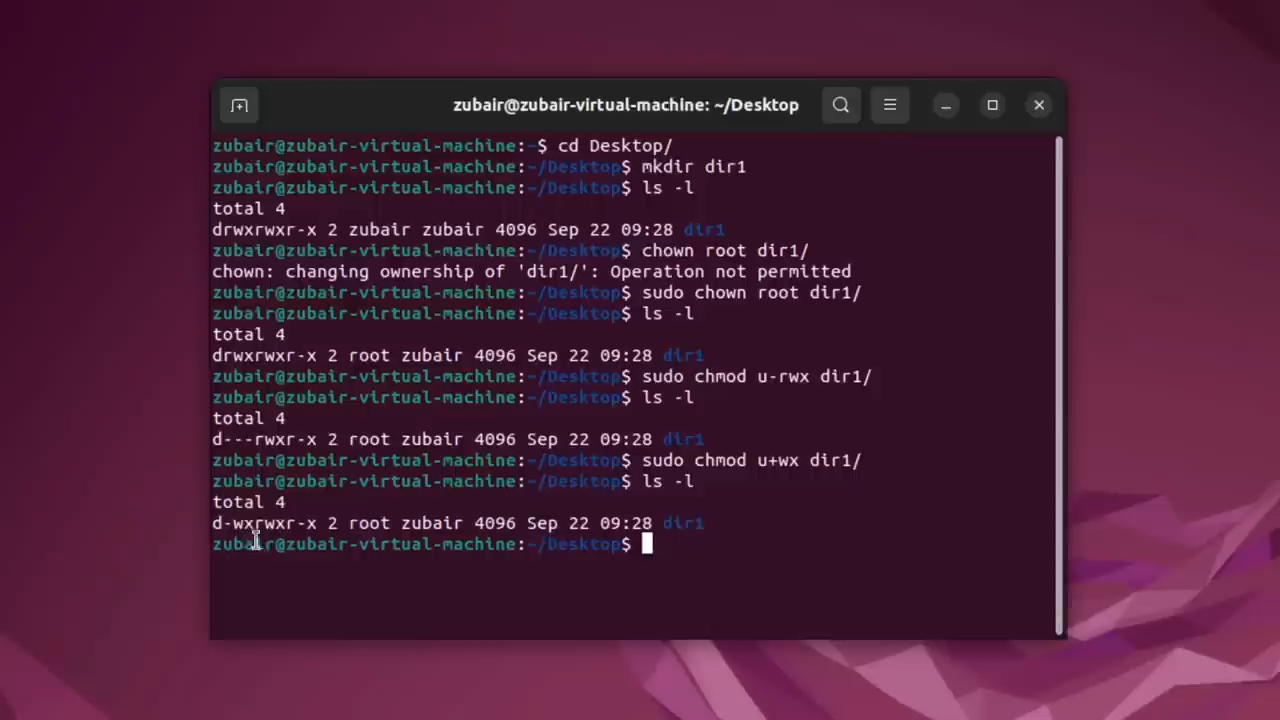 zubair@zubair-virtual-machine: ~/Desktop
zubair@zubair-virtual-machine:~$ cd Desktop/
zubair@zubair-virtual-machine:~/Desktop$ mkdir dir1
zubair@zubair-virtual-machine:~/Desktop$ ls -l
total 4
drwxrwxr-x 2 zubair zubair 4096 Sep 22 09:28 dir1
zubair@zubair-virtual-machine:~/Desktop$ chown root dir1/
chown: changing ownership of 'dir1/': Operation not permitted
zubair@zubair-virtual-machine:~/Desktop$ sudo chown root dir1/
zubair@zubair-virtual-machine:~/Desktop$ ls -l
total 4
drwxrwxr-x 2 root zubair 4096 Sep 22 09:28 dir1
zubair@zubair-virtual-machine:~/Desktop$ sudo chmod u-rwx dir1/
zubair@zubair-virtual-machine:~/Desktop$ ls -l
total 4
d---rwxr-x 2 root zubair 4096 Sep 22 09:28 dir1
zubair@zubair-virtual-machine:~/Desktop$ sudo chmod u+wx dir1/
zubair@zubair-virtual-machine:~/Desktop$ ls -l
total 4
d-wxrwxr-x 2 root zubair 4096 Sep 22 09:28 dir1
zubair@zubair-virtual-machine:~/Desktop$